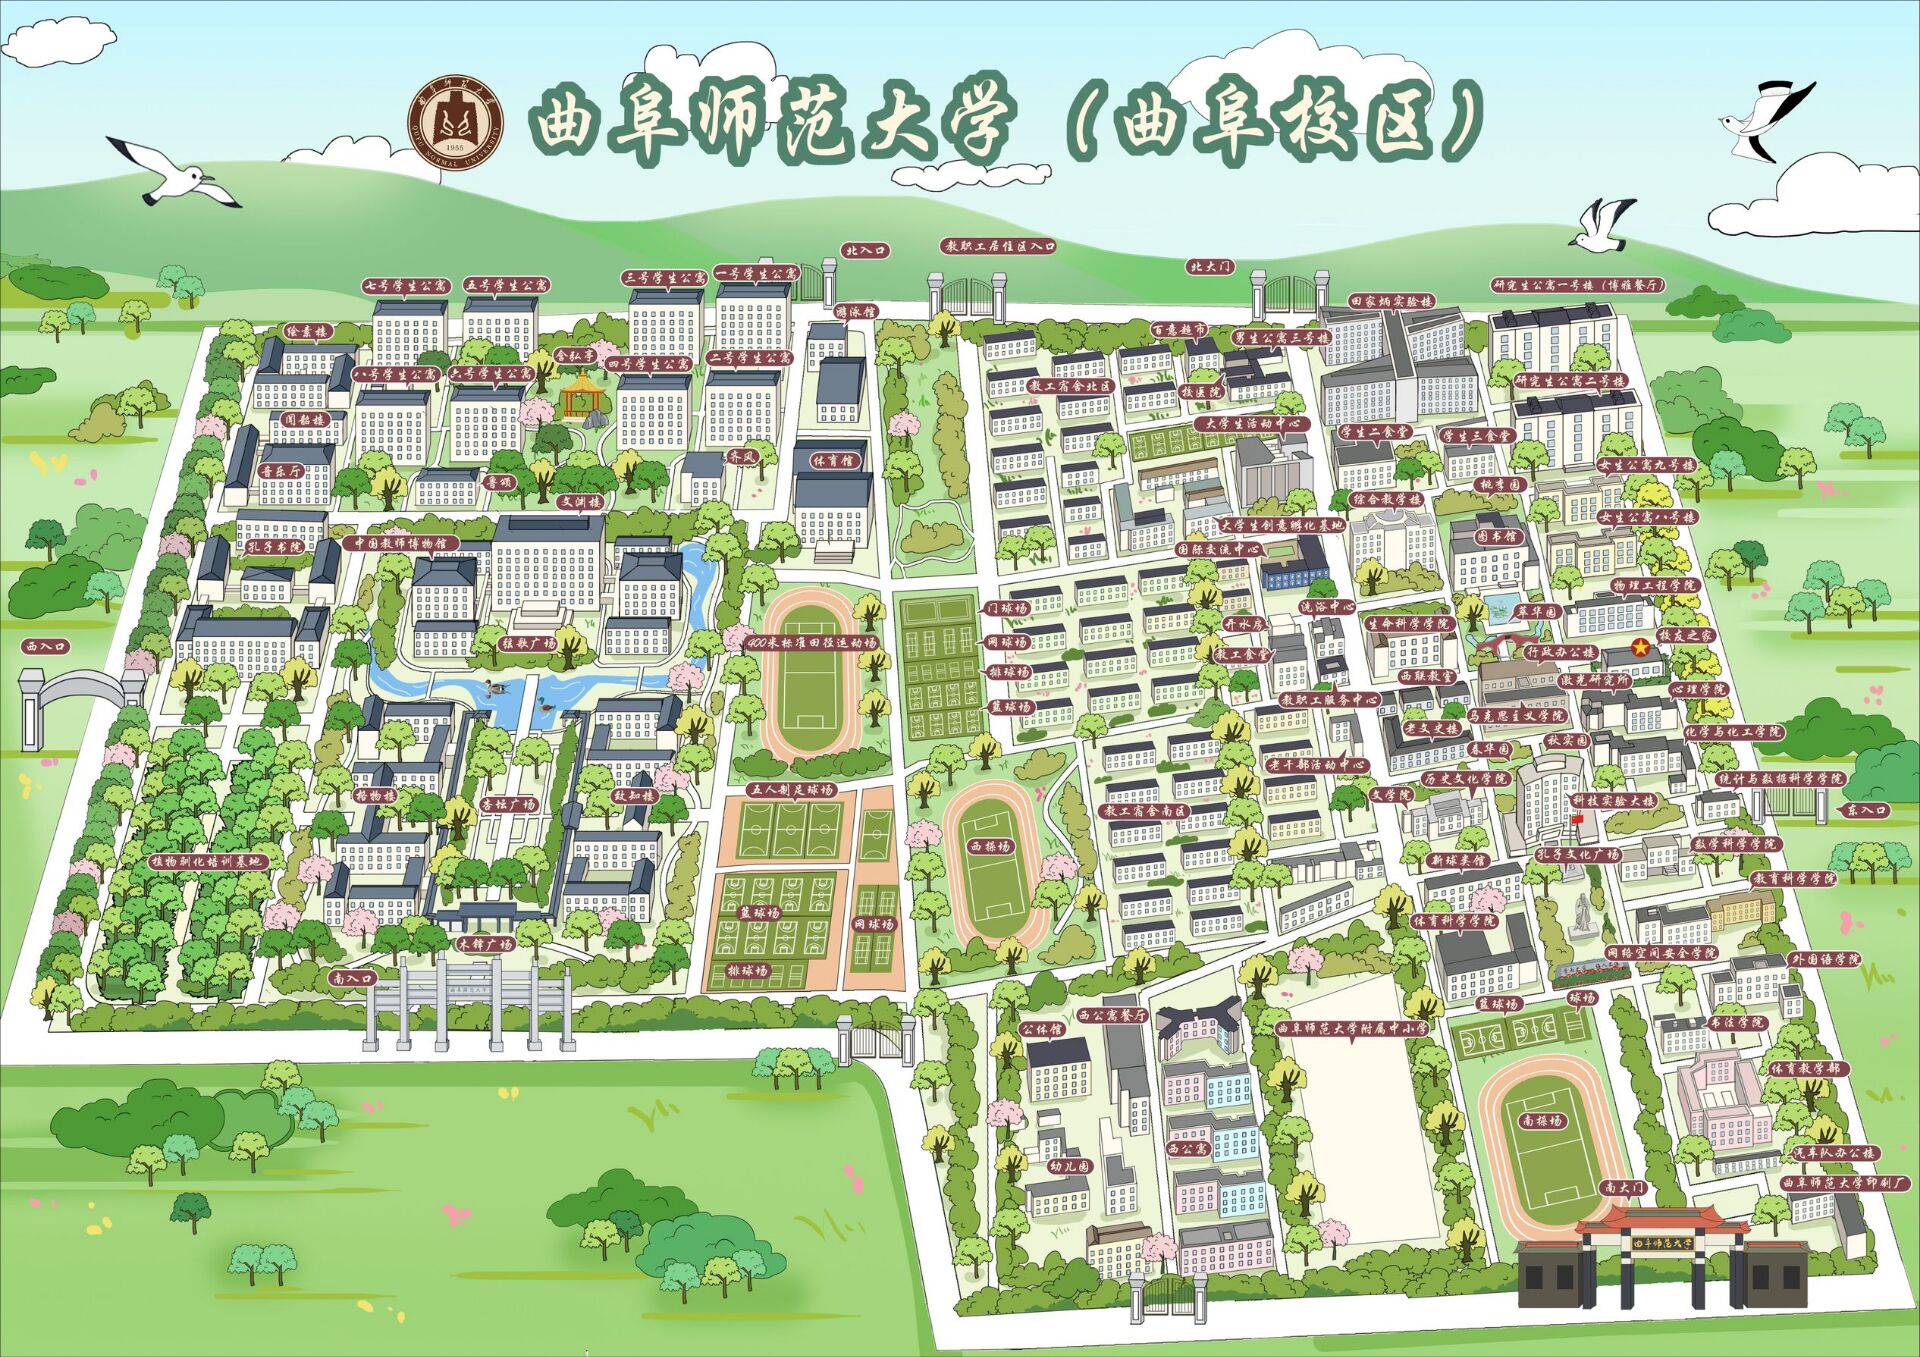 曲阜师范大学（曲阜校区）
曲阜师范大学
QUFU NORMAL UNIVERSITY
1955
北入口
教职工居住区入口
北大门
七号学生公寓
五号学生公寓
三号学生公寓
一号学生公寓
研究生公寓一号楼（博雅餐厅）
田家炳实验楼
游泳馆
绘素楼
舍弘亭
百意超市
男生公寓三号楼
八号学生公寓
六号学生公寓
四号学生公寓
二号学生公寓
教工宿舍北区
校医院
研究生公寓二号楼
闻韶楼
大学生活动中心
学生二食堂
学生三食堂
音乐厅
鲁颂
齐风
体育馆
女生公寓九号楼
桃李园
文渊楼
综合教学楼
女生公寓八号楼
大学生创意孵化基地
孔子书院
中国教师博物馆
国际交流中心
图书馆
物理工程学院
门球场
洗浴中心
萃华园
开水房
生命科学学院
校友之家
西入口
弦歌广场
400米标准田径运动场
网球场
教工食堂
行政办公楼
排球场
西联教室
激光研究所
心理学院
篮球场
教职工服务中心
马克思主义学院
老文史楼
秋实园
化学与化工学院
春华园
老干部活动中心
历史文化学院
统计与数据科学学院
格物楼
杏坛广场
致知楼
五人制足球场
教工宿舍南区
文学院
科技实验大楼
东入口
西操场
数学科学学院
植物驯化培训基地
新球类馆
孔子文化广场
教育科学学院
篮球场
网球场
体育科学学院
木铎广场
网络空间安全学院
外国语学院
南入口
排球场
曲阜师范大学
篮球场
球场
公体馆
西公寓餐厅
曲阜师范大学附属中小学
书法学院
体育教学部
南操场
西公寓
幼儿园
汽车队办公楼
南大门
曲阜师范大学印刷厂
曲阜师范大学